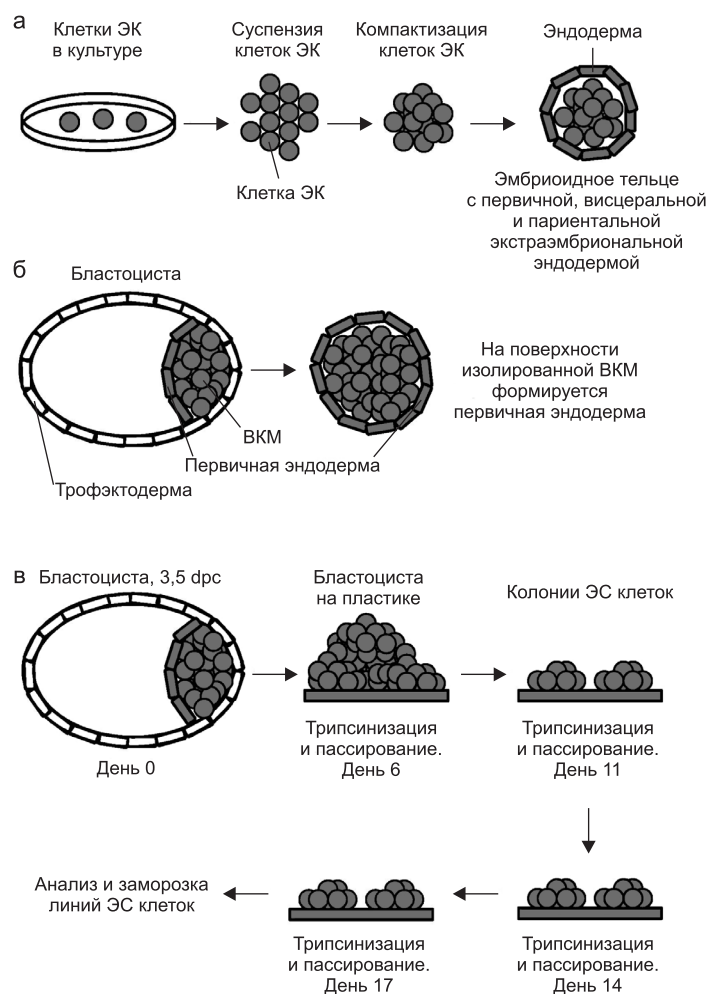 а
Клетки ЭК
в культуре
Суспензия
клеток ЭК
Компактизация
клеток ЭК
Эндодерма
Клетка ЭК
Эмбриоидное тельце
с первичной, висцеральной
и париентальной
экстраэмбриональной
эндодермой
б
Бластоциста
На поверхности
изолированной ВКМ
формируется
первичная эндодерма
ВКМ
Первичная эндодерма
Трофэктодерма
в
Бластоциста, 3,5 dpc
Бластоциста
на пластике
Колонии ЭС клеток
День 0
Трипсинизация
и пассирование.
День 6
Трипсинизация
и пассирование.
День 11
Анализ и заморозка
линий ЭС клеток
Трипсинизация
и пассирование.
День 17
Трипсинизация
и пассирование.
День 14